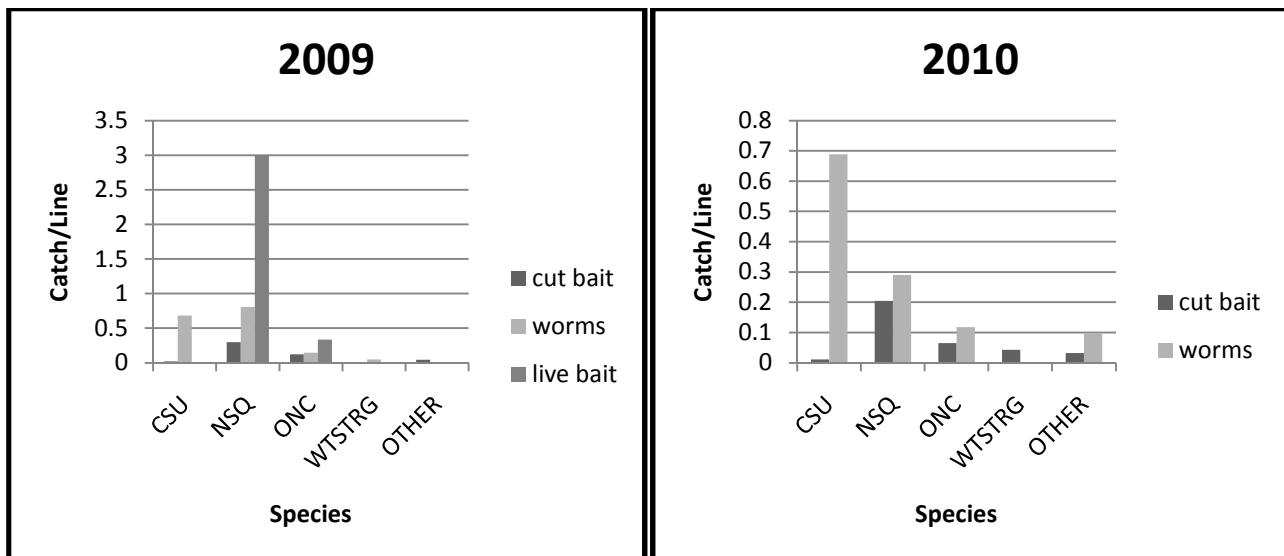 2009
3.5
3
2.5
2
1.5
1
0.5
0
Catch/Line
CSU
NSQ
ONC
WTSTRG
OTHER
Species
cut bait
worms
live bait
2010
0.8
0.7
0.6
0.5
0.4
0.3
0.2
0.1
0
Catch/Line
CSU
NSQ
ONC
WTSTRG
OTHER
Species
cut bait
worms